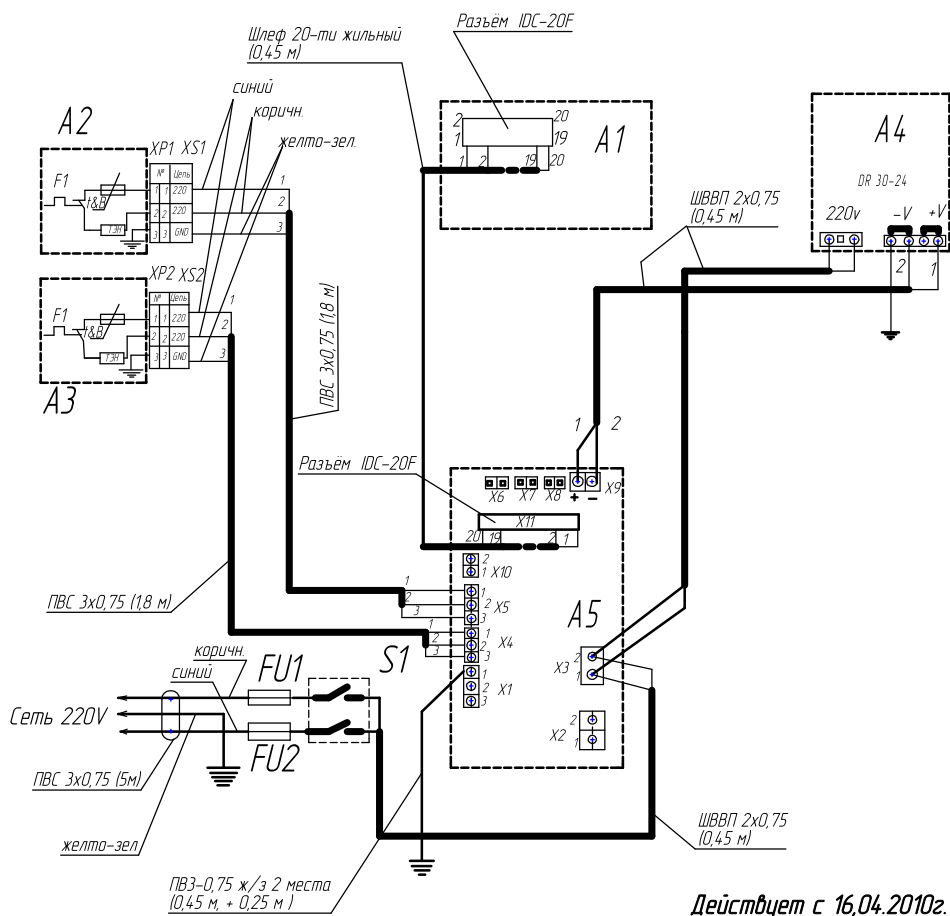 Шлеф 20-ти жильный
(0,45 м)
Разъём IDC-20F
синий
коричн.
желто-зел.
A2
XP1 XS1
№ Цепь
1 1 220
2 2 220
3 3 GND
F1
t&B
ТЭН
1
2
3
2
1
20
19
1 2 19 20
A1
A4
DR 30-24
220v -V +V
2 1
ШВВП 2х0,75
(0,45 м)
XP2 XS2
№ Цепь
1 1 220
2 2 220
3 3 GND
F1
t&B
ТЭН
1
2
3
A3
ПВС 3х0,75 (1,8 м)
1 2
Разъём IDC-20F
X6 X7 X8 + - X9
X11
20 19 2 1
2
1 X10
1
2
3
1
2 X5
3
1
2
3
1
2 X4
3
1
2 X1
3
A5
2
X3
1
2
X2
1
ПВС 3х0,75 (1,8 м)
S1
коричн.
синий
FU1
Сеть 220V
FU2
ПВС 3х0,75 (5м)
желто-зел
ШВВП 2х0,75
(0,45 м)
ПВЗ-0,75 ж/з 2 места
(0,45 м, + 0,25 м )
Действует с 16,04.2010г.